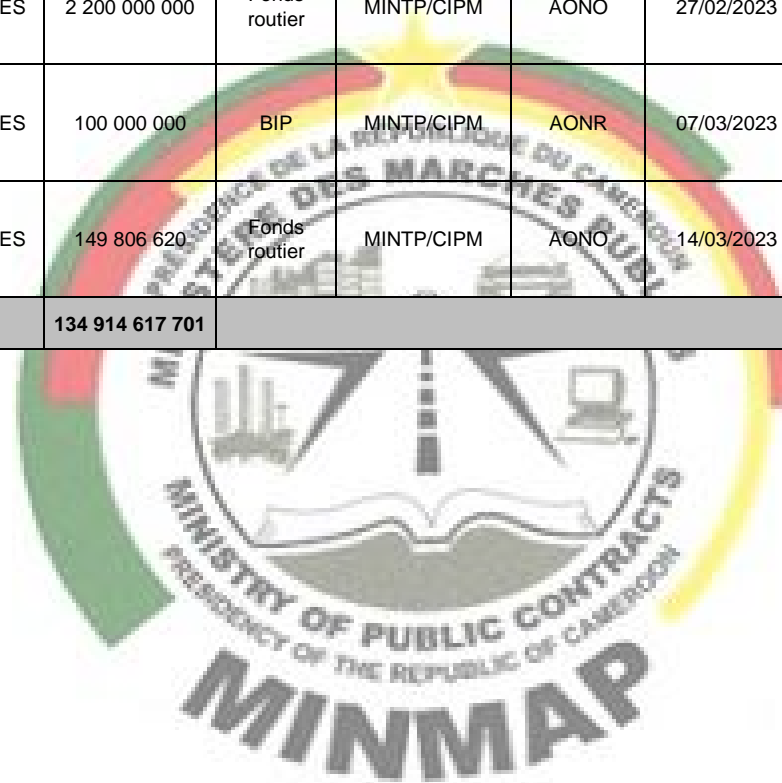 ES 2 200 000 000 Fonds routier MINTP/CIPM AONO 27/02/2023
ES 100 000 000 BIP MINTP/CIPM AONR 07/03/2023
ES 149 806 620 Fonds routier MINTP/CIPM AONO 14/03/2023
134 914 617 701
PRÉSIDENCE DE LA REPUBLIQUE DU CAMEROUN
DES MARCHES
MINISTRY OF PUBLIC CONTRACTS
PRESIDENCY OF THE REPUBLIC OF CAMEROON
MINMAP